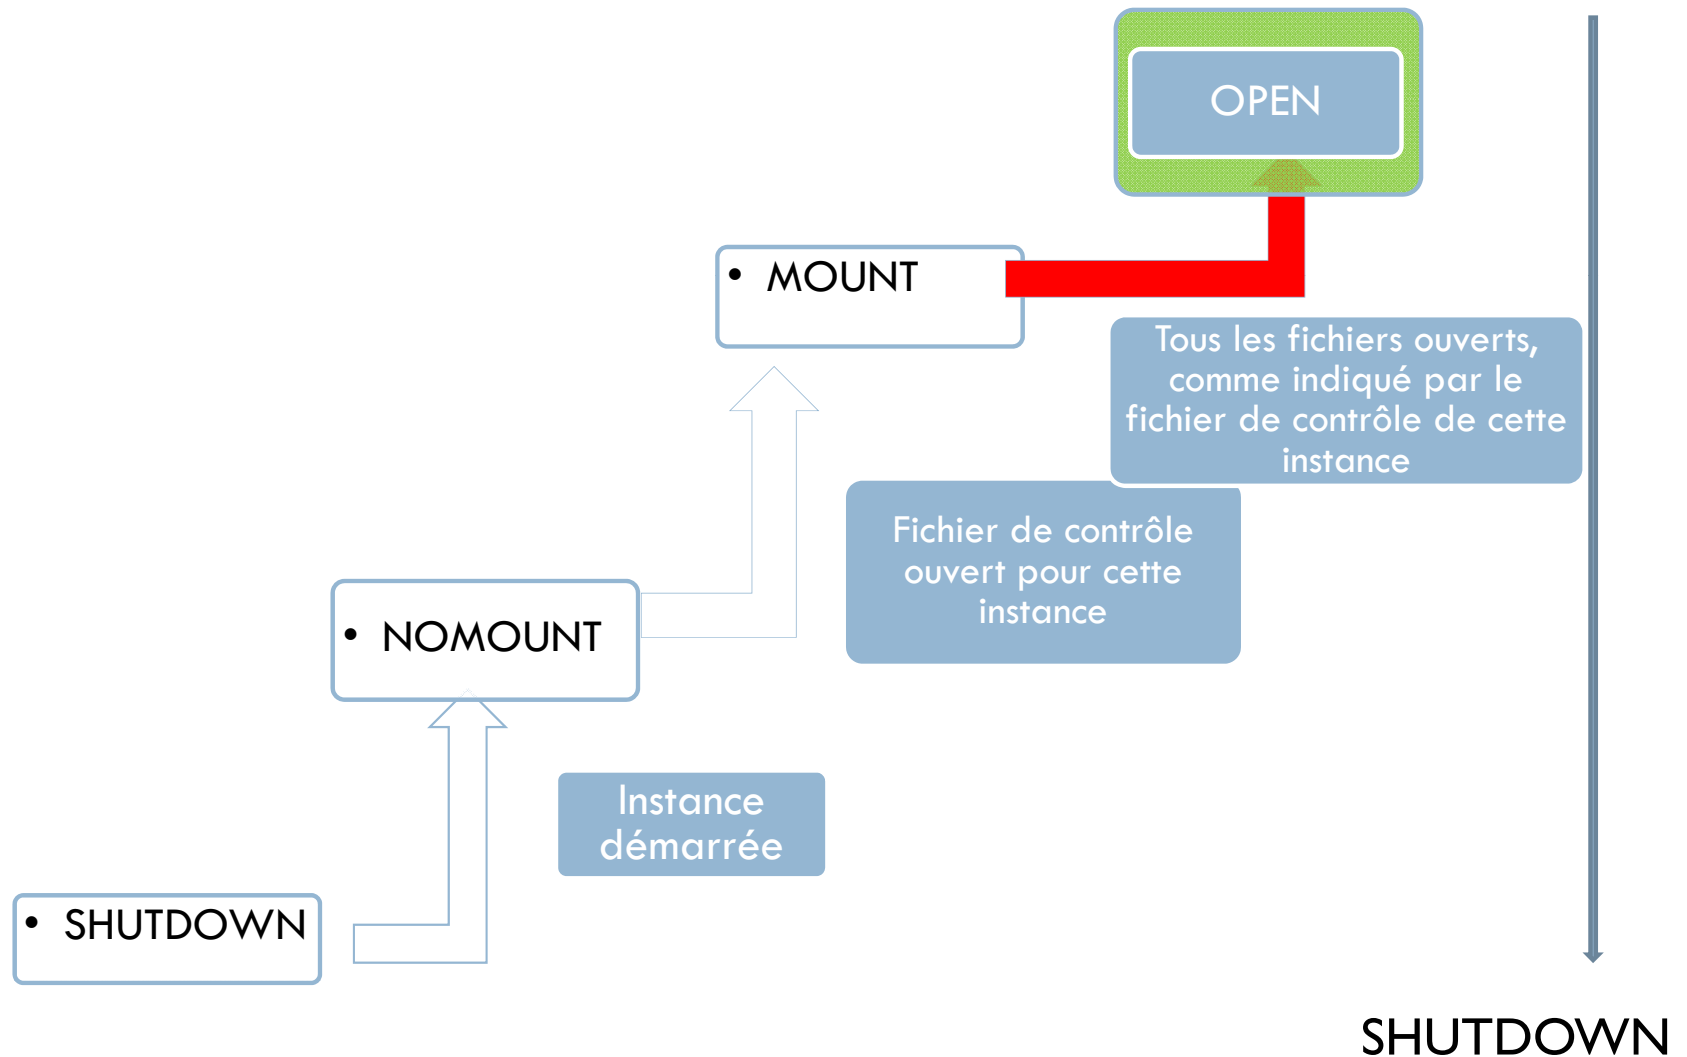 OPEN
• MOUNT
Tous les fichiers ouverts,
comme indiqué par le
fichier de contrôle de cette
instance
Fichier de contrôle
ouvert pour cette
instance
• NOMOUNT
Instance
démarrée
• SHUTDOWN
SHUTDOWN